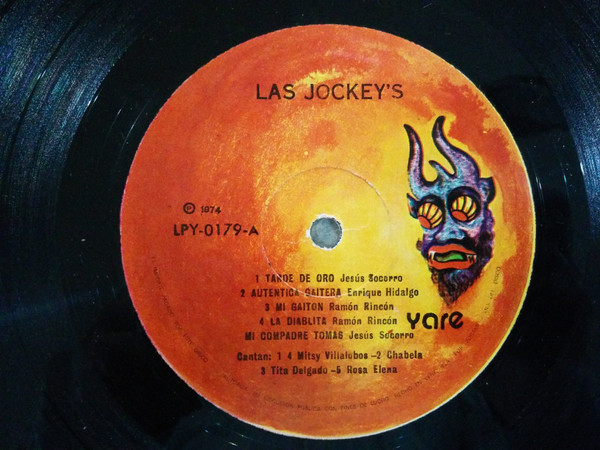 LAS JOCKEY'S
℗ 1974
LPY-0179-A
1 TARDE DE ORO Jesús Socorro
2 AUTENTICA GAITERA Enrique Hidalgo
3 MI GAITON Ramón Rincón
4 LA DIABLITA Ramón Rincón
MI COMPADRE TOMAS Jesús Socorro
Cantan: 1 4 Mitsy Villalobos -2 Chabela
3 Tita Delgado -5 Rosa Elena
yare